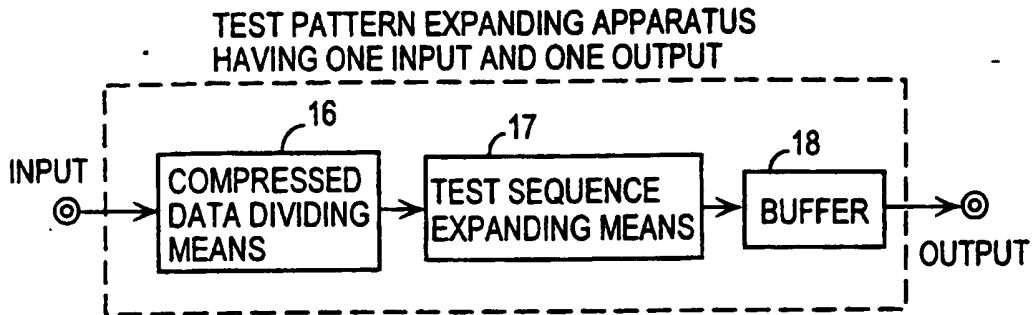 TEST PATTERN EXPANDING APPARATUS
HAVING ONE INPUT AND ONE OUTPUT
16
17
18
INPUT
COMPRESSED
DATA DIVIDING
MEANS
TEST SEQUENCE
EXPANDING MEANS
BUFFER
OUTPUT